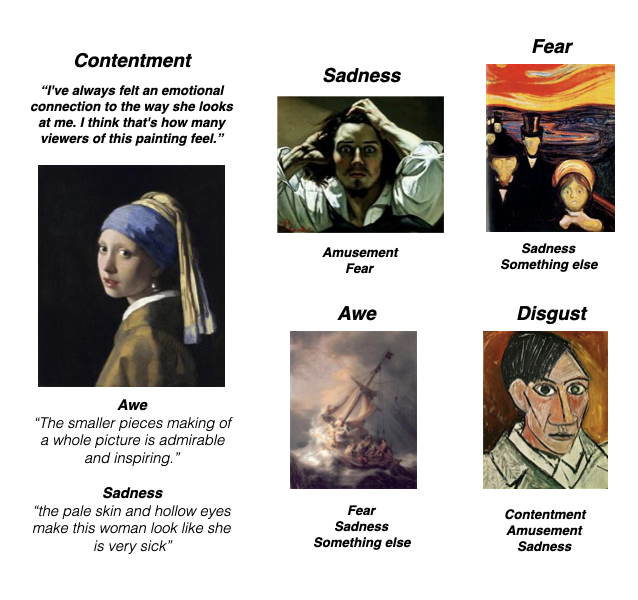 Contentment
“I've always felt an emotional
connection to the way she looks
at me. I think that's how many
viewers of this painting feel.”
Awe
“The smaller pieces making of
a whole picture is admirable
and inspiring.”
Sadness
“the pale skin and hollow eyes
make this woman look like she
is very sick”
Sadness
Amusement
Fear
Fear
Sadness
Something else
Awe
Fear
Sadness
Something else
Disgust
Contentment
Amusement
Sadness